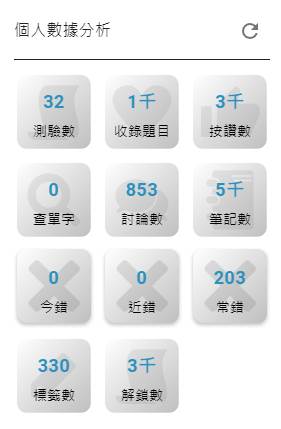 個人數據分析
32 1千 3千
測驗數 收錄題目 按讚數
0 853 5千
查單字 討論數 筆記數
0 0 203
今錯 近錯 常錯
330 3千
標籤數 解鎖數